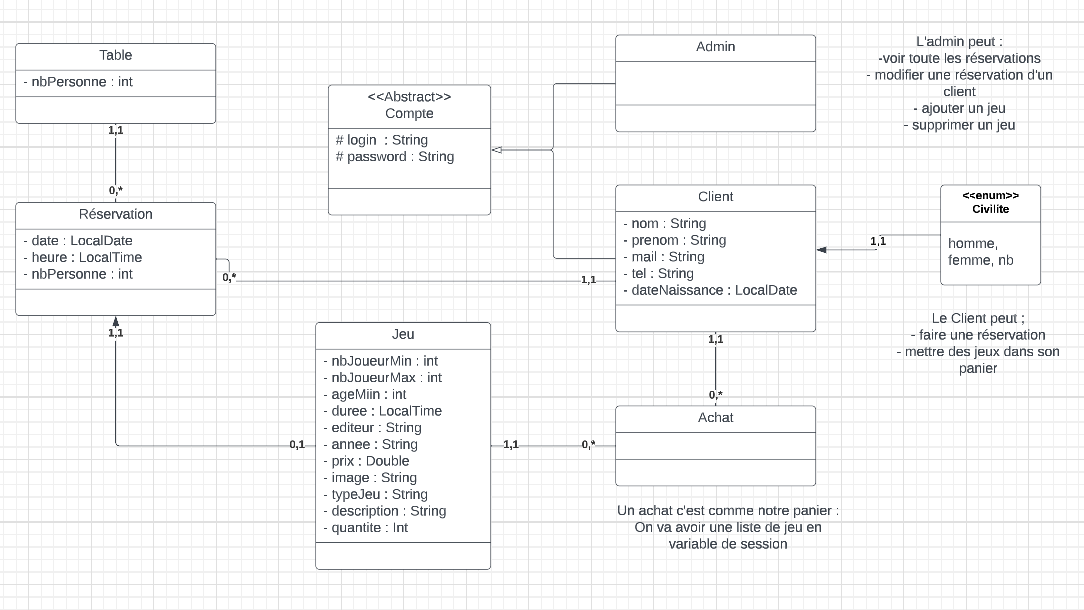 Table
- nbPersonne : int
1,1
0,*
Réservation
- date : LocalDate
- heure : LocalTime
- nbPersonne : int
0,*
1,1
1,1
<<Abstract>>
Compte
# login : String
# password : String
Admin
L'admin peut :
-voir toute les réservations
- modifier une réservation d'un
client
- ajouter un jeu
- supprimer un jeu
Client
- nom : String
- prenom : String
- mail : String
- tel : String
- dateNaissance : LocalDate
1,1
<<enum>>
Civilite
homme,
femme, nb
Le Client peut ;
- faire une réservation
- mettre des jeux dans son
panier
1,1
0,*
Jeu
- nbJoueurMin : int
- nbJoueurMax : int
- ageMiin : int
- duree : LocalTime
- editeur : String
- annee : String
- prix : Double
- image : String
- typeJeu : String
- description : String
- quantite : Int
0,1
1,1
0,*
Achat
Un achat c'est comme notre panier :
On va avoir une liste de jeu en
variable de session